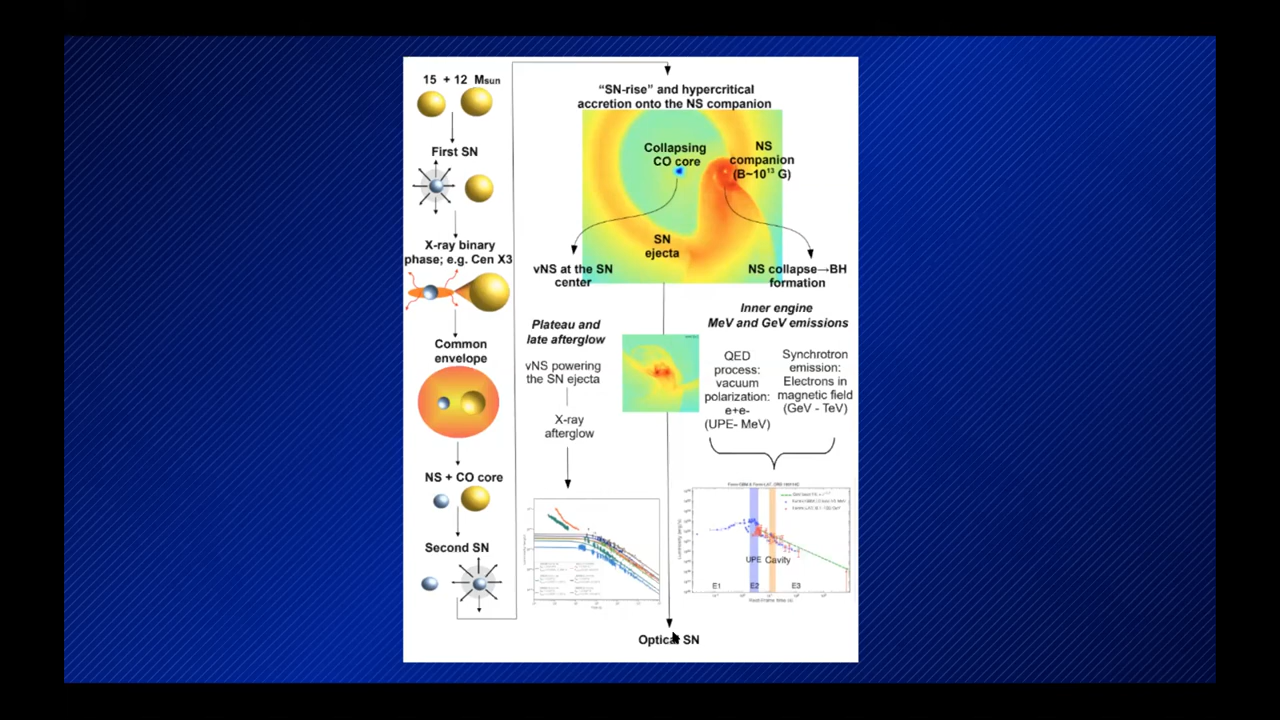 15 + 12 Msun
First SN
X-ray binary
phase; e.g. Cen X3
Common
envelope
NS + CO core
Second SN
“SN-rise” and hypercritical
accretion onto the NS companion
Collapsing
CO core
NS
companion
(B~10¹³ G)
SN
ejecta
νNS at the SN
center
NS collapse→BH
formation
Plateau and
late afterglow
νNS powering
the SN ejecta
X-ray
afterglow
Inner engine
MeV and GeV emissions
QED
process:
vacuum
polarization:
e+e-
(UPE- MeV)
Synchrotron
emission:
Electrons in
magnetic field
(GeV - TeV)
UPE
Cavity
E1
E2
E3
Optical SN